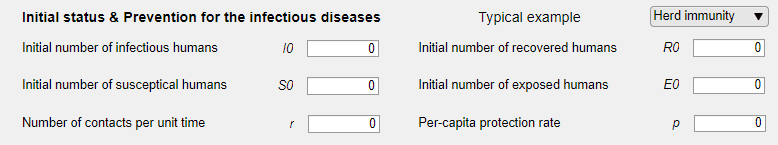 Initial status & Prevention for the infectious diseases Typical example Herd immunity
Initial number of infectious humans I0 0 Initial number of recovered humans R0 0
Initial number of susceptical humans S0 0 Initial number of exposed humans E0 0
Number of contacts per unit time r 0 Per-capita protection rate p 0